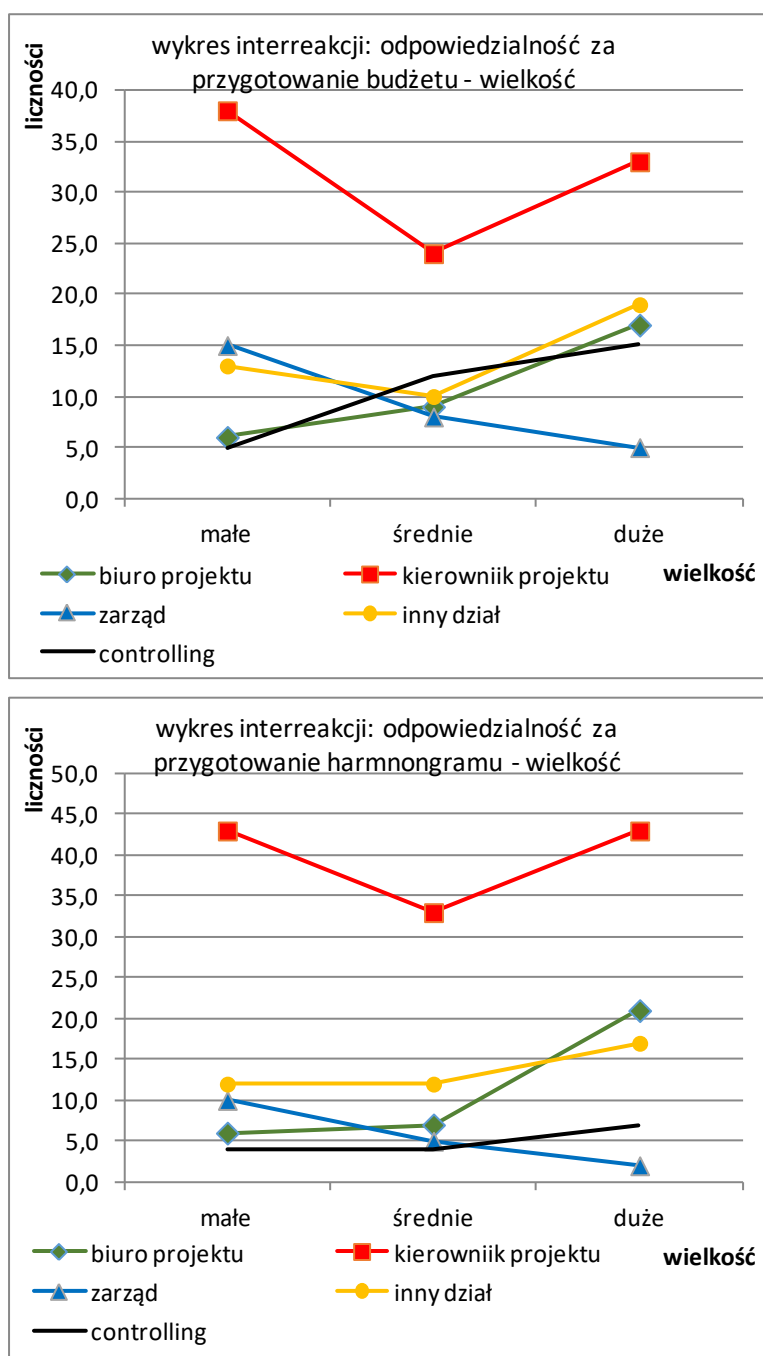 wykres interreakcji: odpowiedzialność za
przygotowanie budżetu - wielkość
liczności
40,0
35,0
30,0
25,0
20,0
15,0
10,0
5,0
0,0
małe średnie duże
biuro projektu kierowniik projektu wielkość
zarząd inny dział
controlling
wykres interreakcji: odpowiedzialność za
przygotowanie harmnongramu - wielkość
liczności
50,0
45,0
40,0
35,0
30,0
25,0
20,0
15,0
10,0
5,0
0,0
małe średnie duże
biuro projektu kierowniik projektu wielkość
zarząd inny dział
controlling